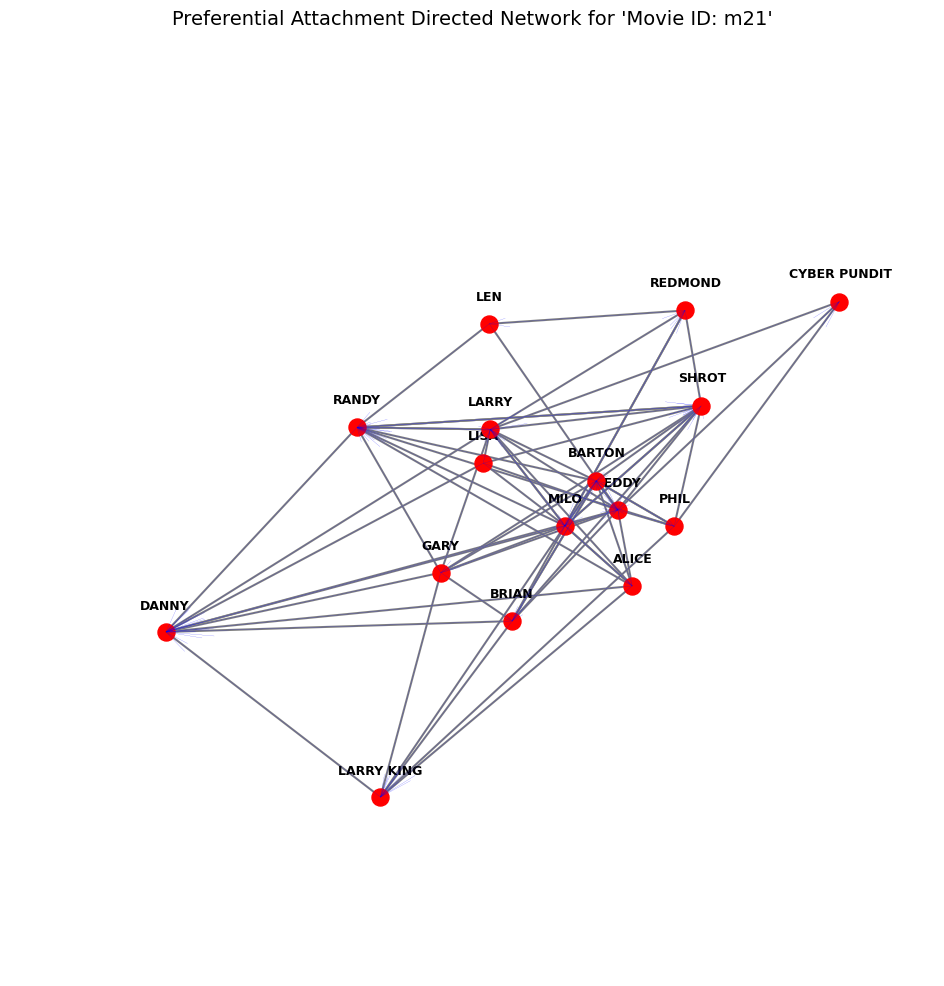 Preferential Attachment Directed Network for 'Movie ID: m21'
CYBER PUNDIT
REDMOND
LEN
SHROT
RANDY
LARRY
LISA
BARTON
EDDY
MILO
PHIL
GARY
ALICE
BRIAN
DANNY
LARRY KING